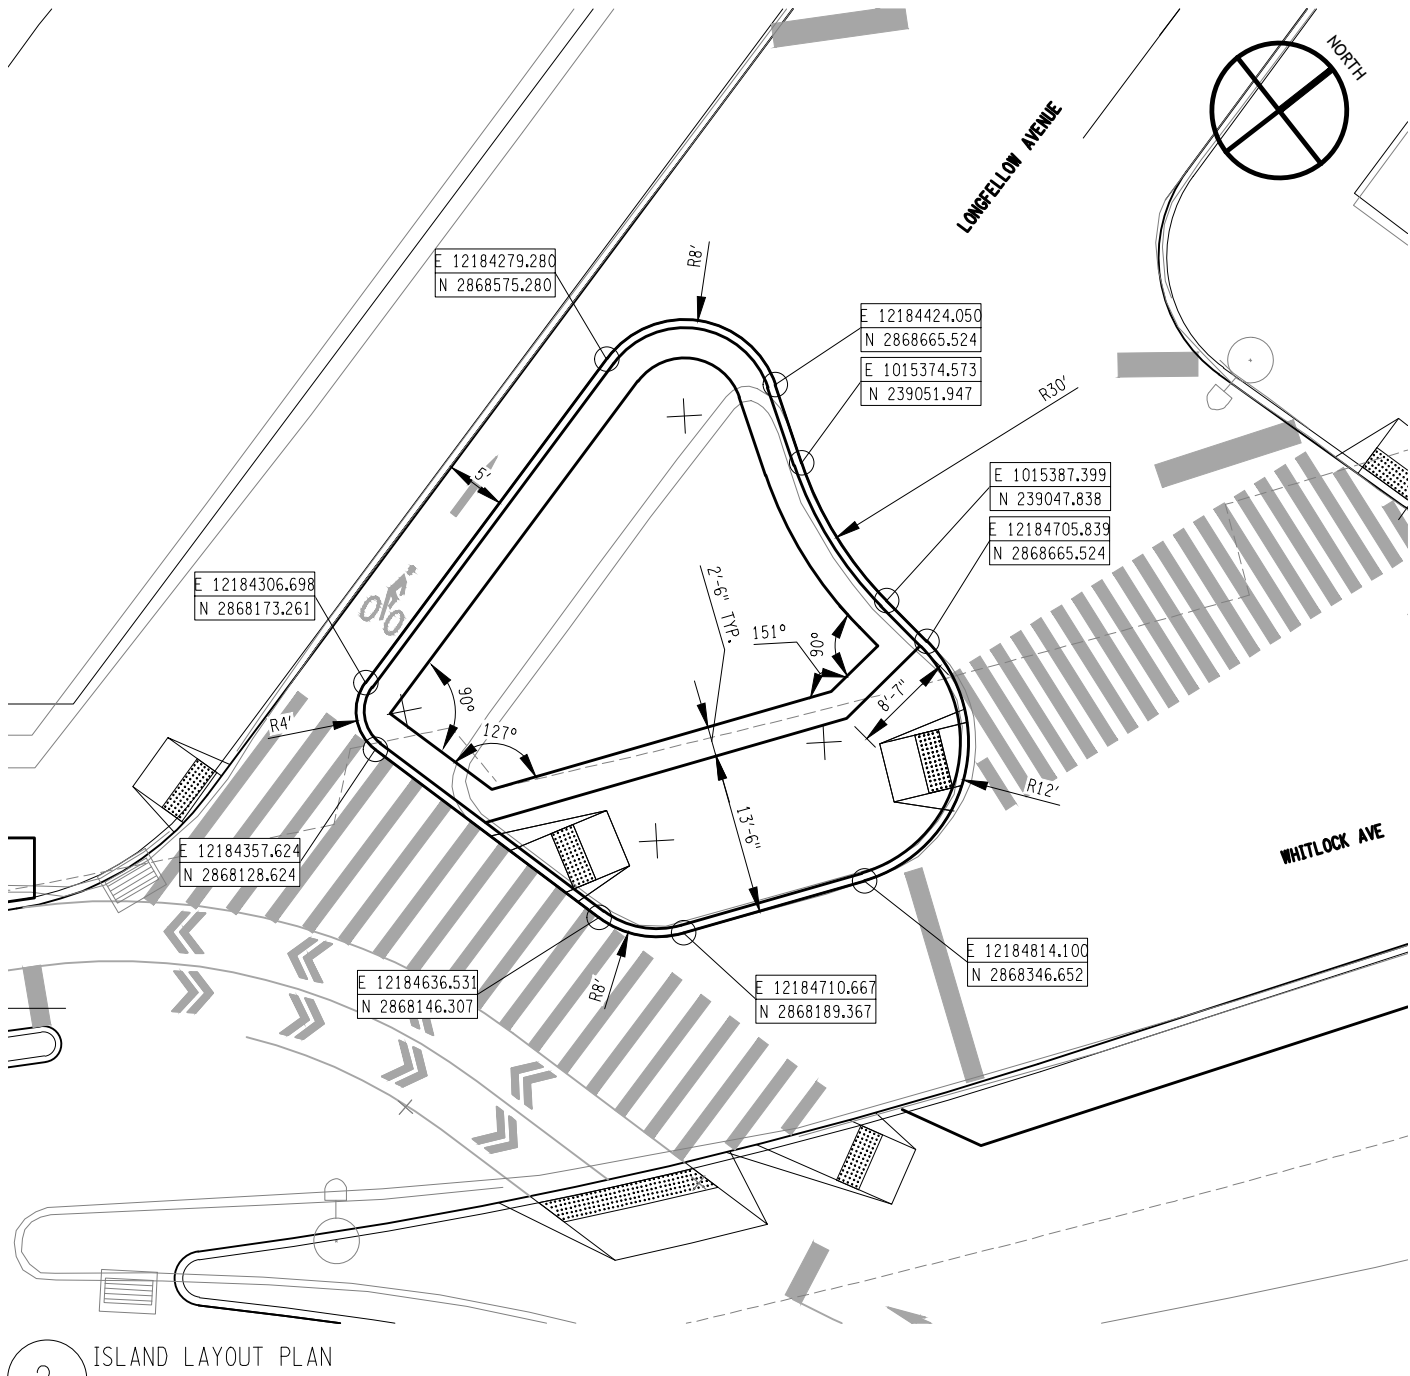 NORTH
LONGFELLOW AVENUE
E 12184279.280
N 2868575.280
R8'
E 12184424.050
N 2868665.524
E 1015374.573
N 239051.947
R30'
5'
E 1015387.399
N 239047.838
E 12184705.839
N 2868665.524
E 12184306.698
N 2868173.261
2'-6" TYP.
151°
90°
90°
8'-7"
R4'
127°
R12'
13'-6"
WHITLOCK AVE
E 12184357.624
N 2868128.624
E 12184814.100
N 2868346.652
E 12184636.531
N 2868146.307
R8'
E 12184710.667
N 2868189.367
ISLAND LAYOUT PLAN